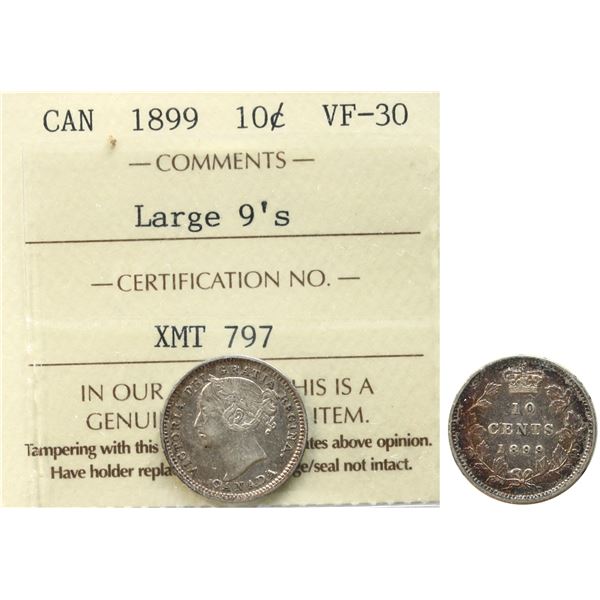 CAN 1899 10¢ VF-30
— COMMENTS —
Large 9's
— CERTIFICATION NO. —
XMT 797
IN OUR HIS IS A
GENUI ITEM.
Tampering with this tes above opinion.
Have holder repla ge/seal not intact.
VICTORIA DEI GRATIA REGINA.
CANADA
10
CENTS
1899